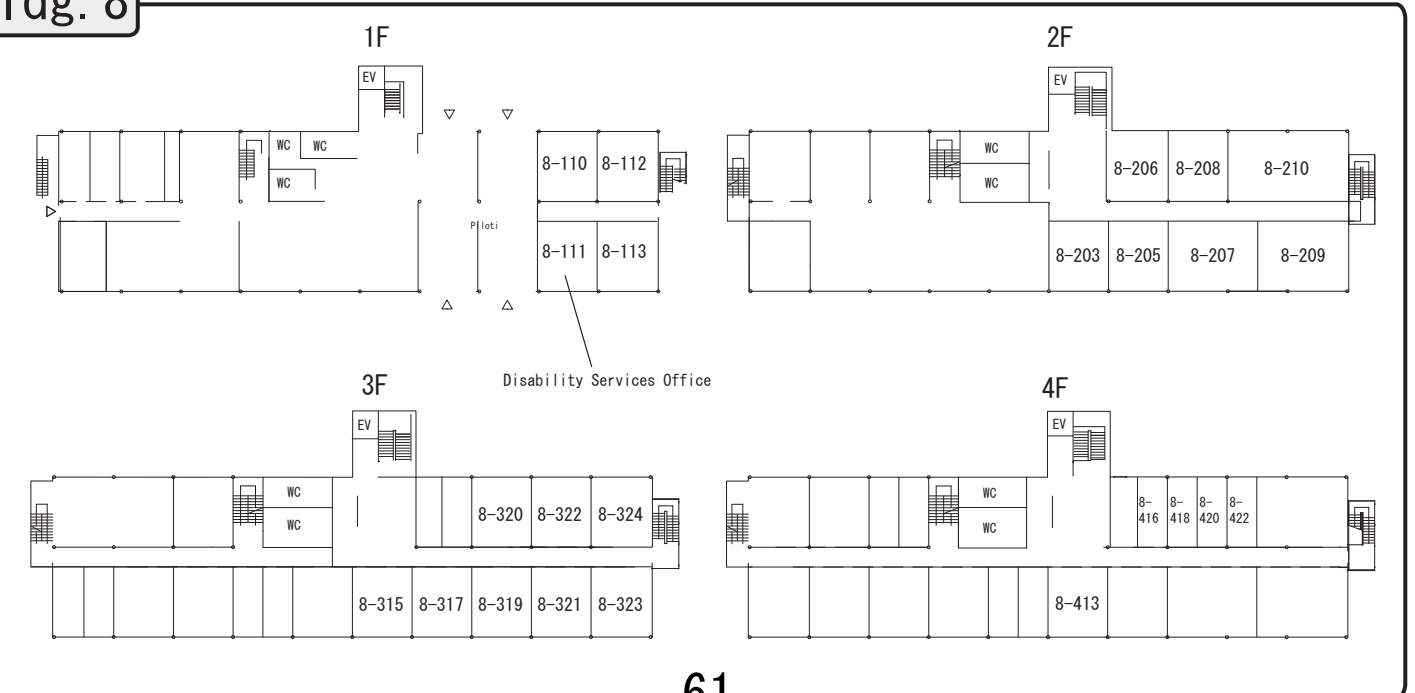 rdg. 8
1F
EV
WC
WC
WC
8-110
8-112
Piloti
8-111
8-113
Disability Services Office
2F
EV
WC
WC
8-206
8-208
8-210
8-203
8-205
8-207
8-209
3F
EV
WC
WC
8-320
8-322
8-324
8-315
8-317
8-319
8-321
8-323
4F
EV
WC
WC
8-
416
8-
418
8-
420
8-
422
8-413
61